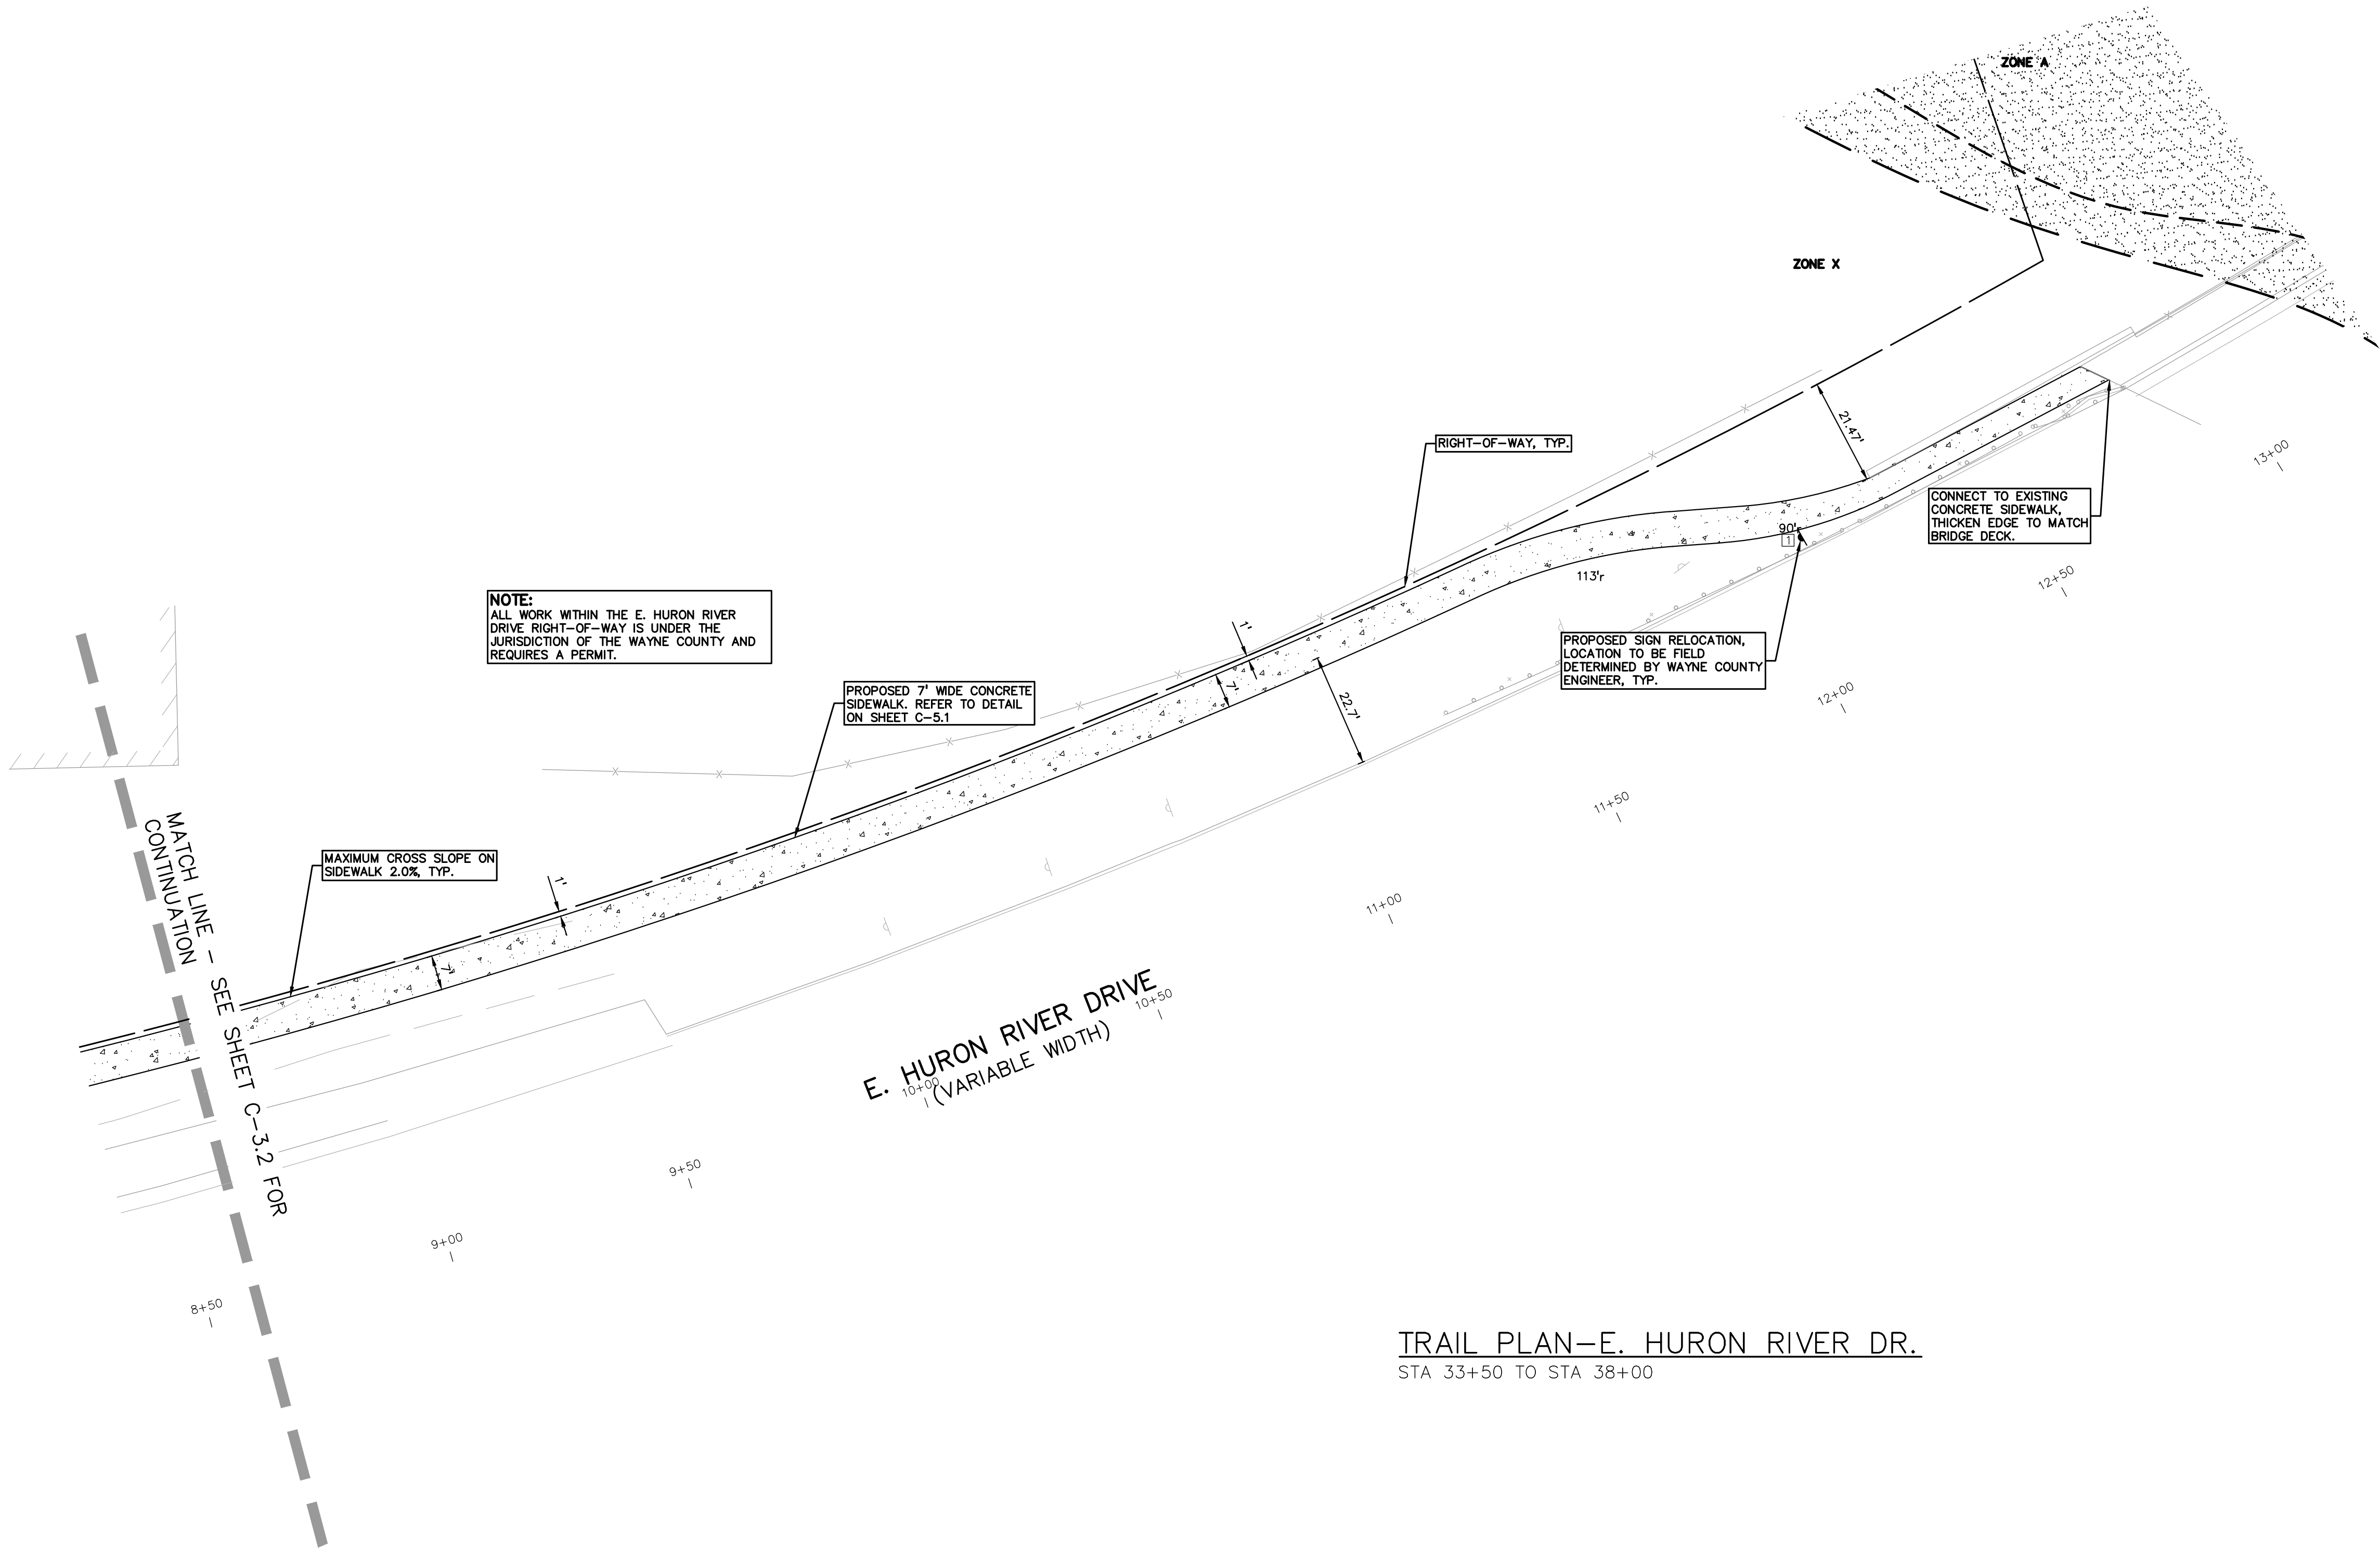 ZONE A
ZONE X
21.47'
RIGHT-OF-WAY, TYP.
13+00
CONNECT TO EXISTING
CONCRETE SIDEWALK,
THICKEN EDGE TO MATCH
BRIDGE DECK.
90'r
1
113'r
12+50
NOTE:
ALL WORK WITHIN THE E. HURON RIVER
DRIVE RIGHT-OF-WAY IS UNDER THE
JURISDICTION OF THE WAYNE COUNTY AND
REQUIRES A PERMIT.
1'
PROPOSED SIGN RELOCATION,
LOCATION TO BE FIELD
DETERMINED BY WAYNE COUNTY
ENGINEER, TYP.
PROPOSED 7' WIDE CONCRETE
SIDEWALK. REFER TO DETAIL
ON SHEET C-5.1
7'
22.7'
12+00
11+50
MATCH LINE - SEE SHEET C-3.2 FOR
CONTINUATION
MAXIMUM CROSS SLOPE ON
SIDEWALK 2.0%, TYP.
1'
7'
11+00
E. HURON RIVER DRIVE
(VARIABLE WIDTH)
10+50
10+00
9+50
9+00
8+50
TRAIL PLAN-E. HURON RIVER DR.
STA 33+50 TO STA 38+00